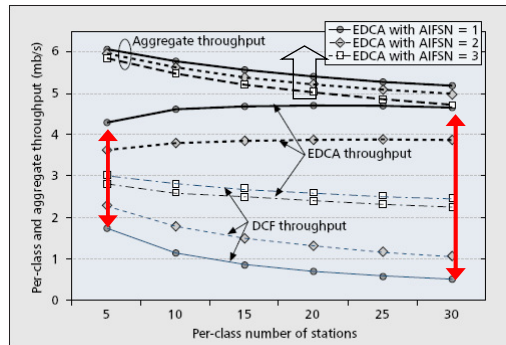 EDCA with AIFSN = 1
EDCA with AIFSN = 2
EDCA with AIFSN = 3
Aggregate throughput
EDCA throughput
DCF throughput
Per-class and aggregate throughput (mb/s)
7
6
5
4
3
2
1
0
5 10 15 20 25 30
Per-class number of stations